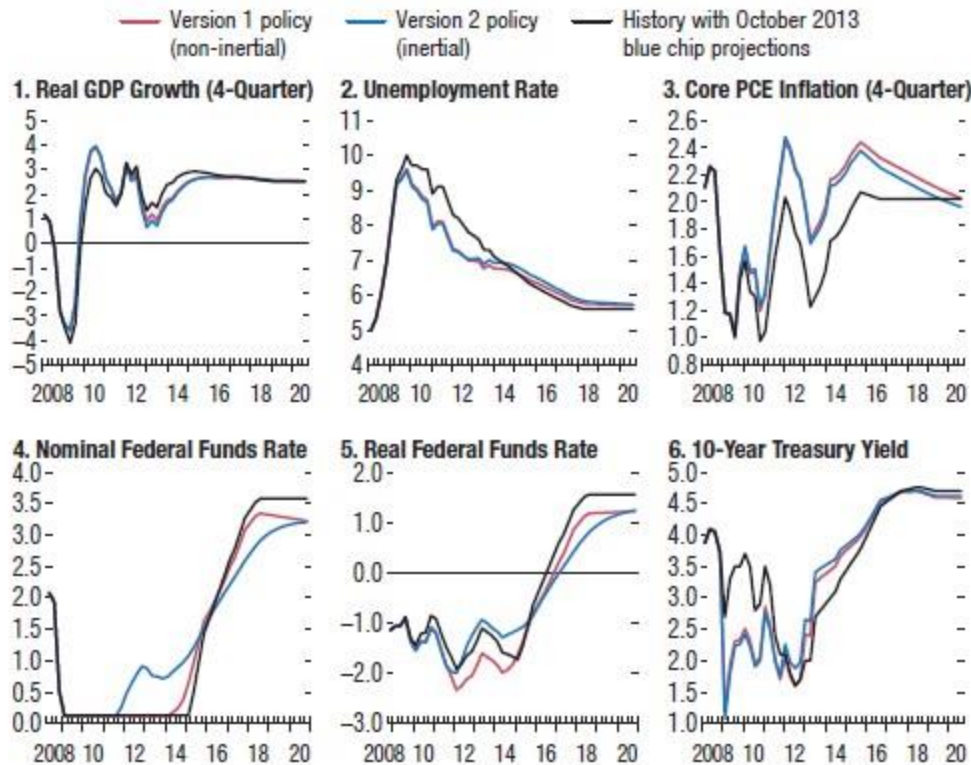 Version 1 policy
(non-inertial)
Version 2 policy
(inertial)
History with October 2013
blue chip projections
1. Real GDP Growth (4-Quarter)
5
4
3
2
1
0
–1
–2
–3
–4
–5
2008 10 12 14 16 18 20
2. Unemployment Rate
11
10
9
8
7
6
5
4
2008 10 12 14 16 18 20
3. Core PCE Inflation (4-Quarter)
2.6
2.4
2.2
2.0
1.8
1.6
1.4
1.2
1.0
0.8
2008 10 12 14 16 18 20
4. Nominal Federal Funds Rate
4.0
3.5
3.0
2.5
2.0
1.5
1.0
0.5
0.0
2008 10 12 14 16 18 20
5. Real Federal Funds Rate
2.0
1.0
0.0
–1.0
–2.0
–3.0
2008 10 12 14 16 18 20
6. 10-Year Treasury Yield
5.0
4.5
4.0
3.5
3.0
2.5
2.0
1.5
1.0
2008 10 12 14 16 18 20